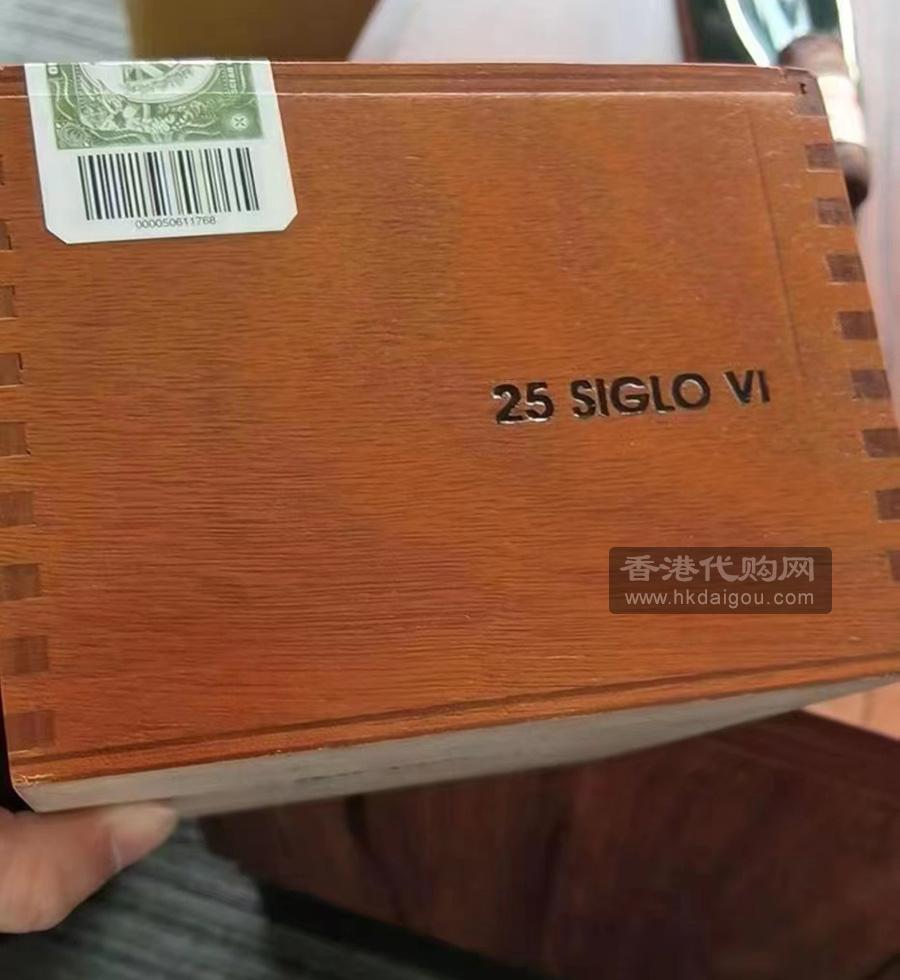 000050611768
25 SIGLO VI
香港代购网
www.hkdaigou.com